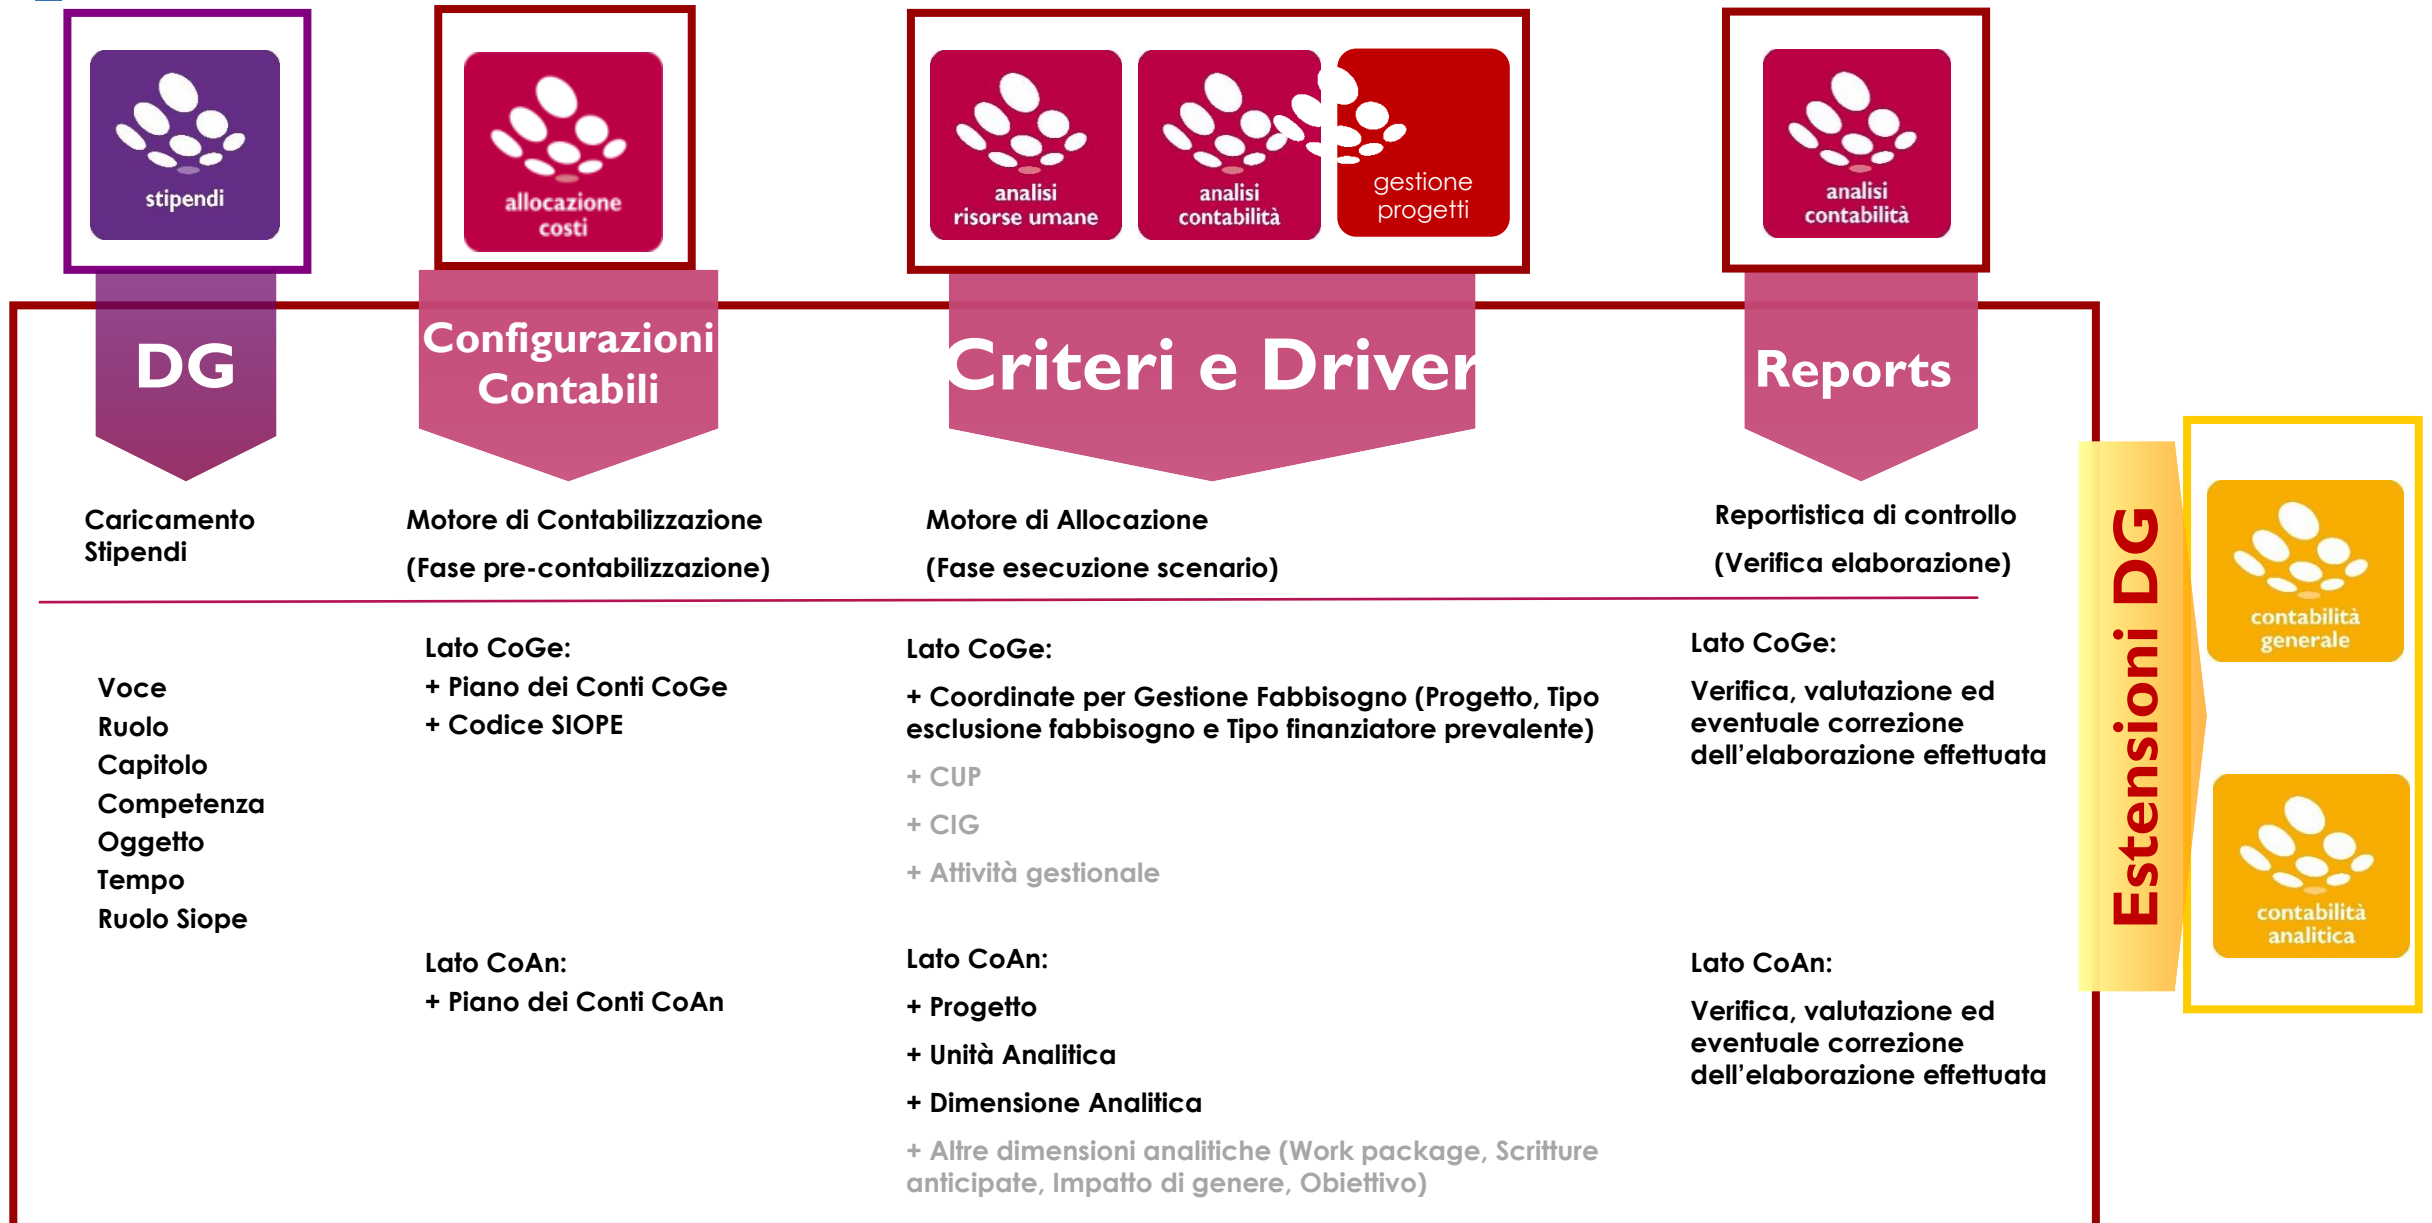 stipendi
allocazione
costi
analisi
risorse umane
analisi
contabilità
gestione
progetti
analisi
contabilità
DG
Configurazioni
Contabili
Criteri e Driver
Reports
Caricamento
Stipendi
Motore di Contabilizzazione
(Fase pre-contabilizzazione)
Motore di Allocazione
(Fase esecuzione scenario)
Reportistica di controllo
(Verifica elaborazione)
Voce
Ruolo
Capitolo
Competenza
Oggetto
Tempo
Ruolo Siope
Lato CoGe:
+ Piano dei Conti CoGe
+ Codice SIOPE
Lato CoAn:
+ Piano dei Conti CoAn
Lato CoGe:
+ Coordinate per Gestione Fabbisogno (Progetto, Tipo
esclusione fabbisogno e Tipo finanziatore prevalente)
+ CUP
+ CIG
+ Attività gestionale
Lato CoAn:
+ Progetto
+ Unità Analitica
+ Dimensione Analitica
+ Altre dimensioni analitiche (Work package, Scritture
anticipate, Impatto di genere, Obiettivo)
Lato CoGe:
Verifica, valutazione ed
eventuale correzione
dell'elaborazione effettuata
Lato CoAn:
Verifica, valutazione ed
eventuale correzione
dell'elaborazione effettuata
Estensioni DG
contabilità
generale
contabilità
analitica